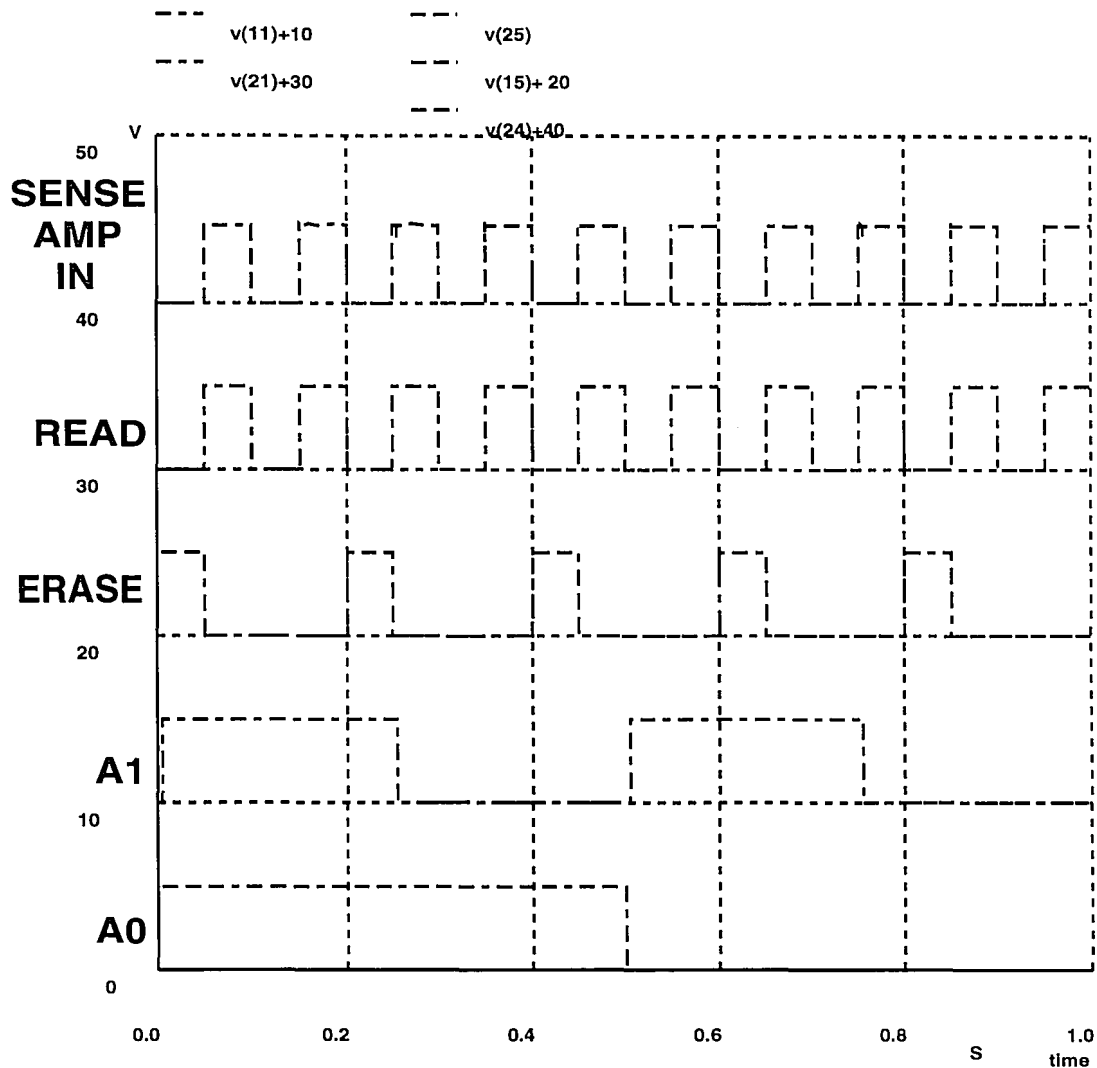 v(11)+10 v(25)
v(21)+30 v(15)+ 20
v(24)+40
V
50
SENSE
AMP
IN
40
READ
30
ERASE
20
A1
10
A0
0
0.0 0.2 0.4 0.6 0.8 1.0
S
time